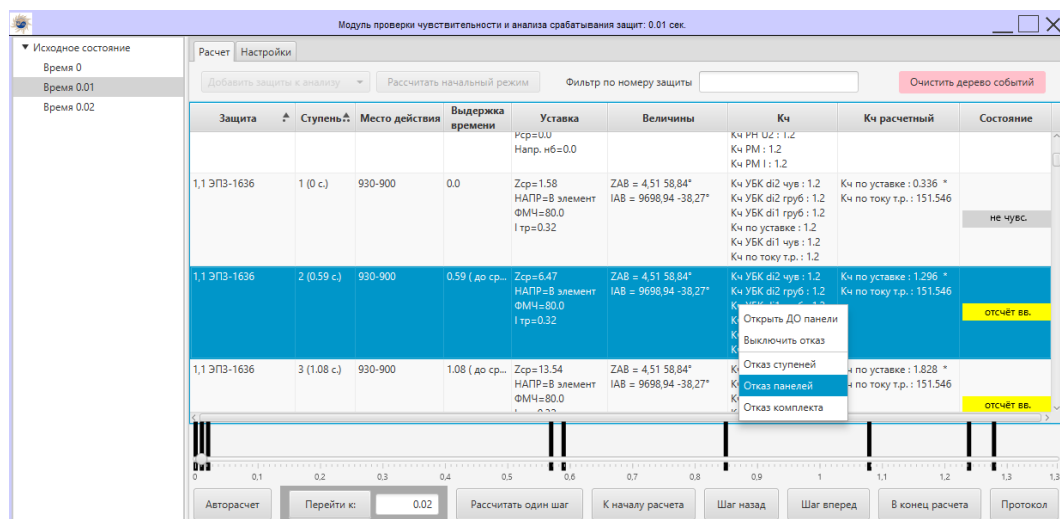 Модуль проверки чувствительности и анализа срабатывания защит: 0.01 сек.
Исходное состояние
Время 0
Время 0.01
Время 0.02
Расчет Настройки
Добавить защиты к анализу Рассчитать начальный режим Фильтр по номеру защиты Очистить дерево событий
Защита Ступень Место действия Выдержка времени Уставка Величины Кч Кч расчетный Состояние
Pср=0.0 Кч РН U2 : 1.2
Напр. нб=0.0 Кч РМ : 1.2
Кч РМ I : 1.2
1,1 ЭПЗ-1636 1 (0 с.) 930-900 0.0 Zср=1.58 ZAB = 4,51 58,84° Кч УБК di2 чув : 1.2 Кч по уставке : 0.336 *
НАПР=В элемент IAB = 9698,94 -38,27° Кч УБК di2 груб : 1.2 Кч по току т.р. : 151.546
ФМЧ=80.0 Кч УБК di1 груб : 1.2
I тр=0.32 Кч по уставке : 1.2 не чувс.
Кч УБК di1 чув : 1.2
Кч по току т.р. : 1.2
1,1 ЭПЗ-1636 2 (0.59 с.) 930-900 0.59 ( до ср... Zср=6.47 ZAB = 4,51 58,84° Кч УБК di2 чув : 1.2 Кч по уставке : 1.296 *
НАПР=В элемент IAB = 9698,94 -38,27° Кч УБК di2 груб : 1.2 Кч по току т.р. : 151.546
ФМЧ=80.0
I тр=0.32 отсчёт вв.
Открыть ДО панели
Выключить отказ
Отказ ступеней
Отказ панелей
Отказ комплекта
1,1 ЭПЗ-1636 3 (1.08 с.) 930-900 1.08 ( до ср... Zср=13.54 ZAB = 4,51 58,84° по уставке : 1.828 *
НАПР=В элемент IAB = 9698,94 -38,27° по току т.р. : 151.546
ФМЧ=80.0
отсчёт вв.
0 0,1 0,2 0,3 0,4 0,5 0,6 0,7 0,8 0,9 1 1,1 1,2 1,3 1,3
Авторасчет Перейти к: 0.02 Рассчитать один шаг К началу расчета Шаг назад Шаг вперед В конец расчета Протокол